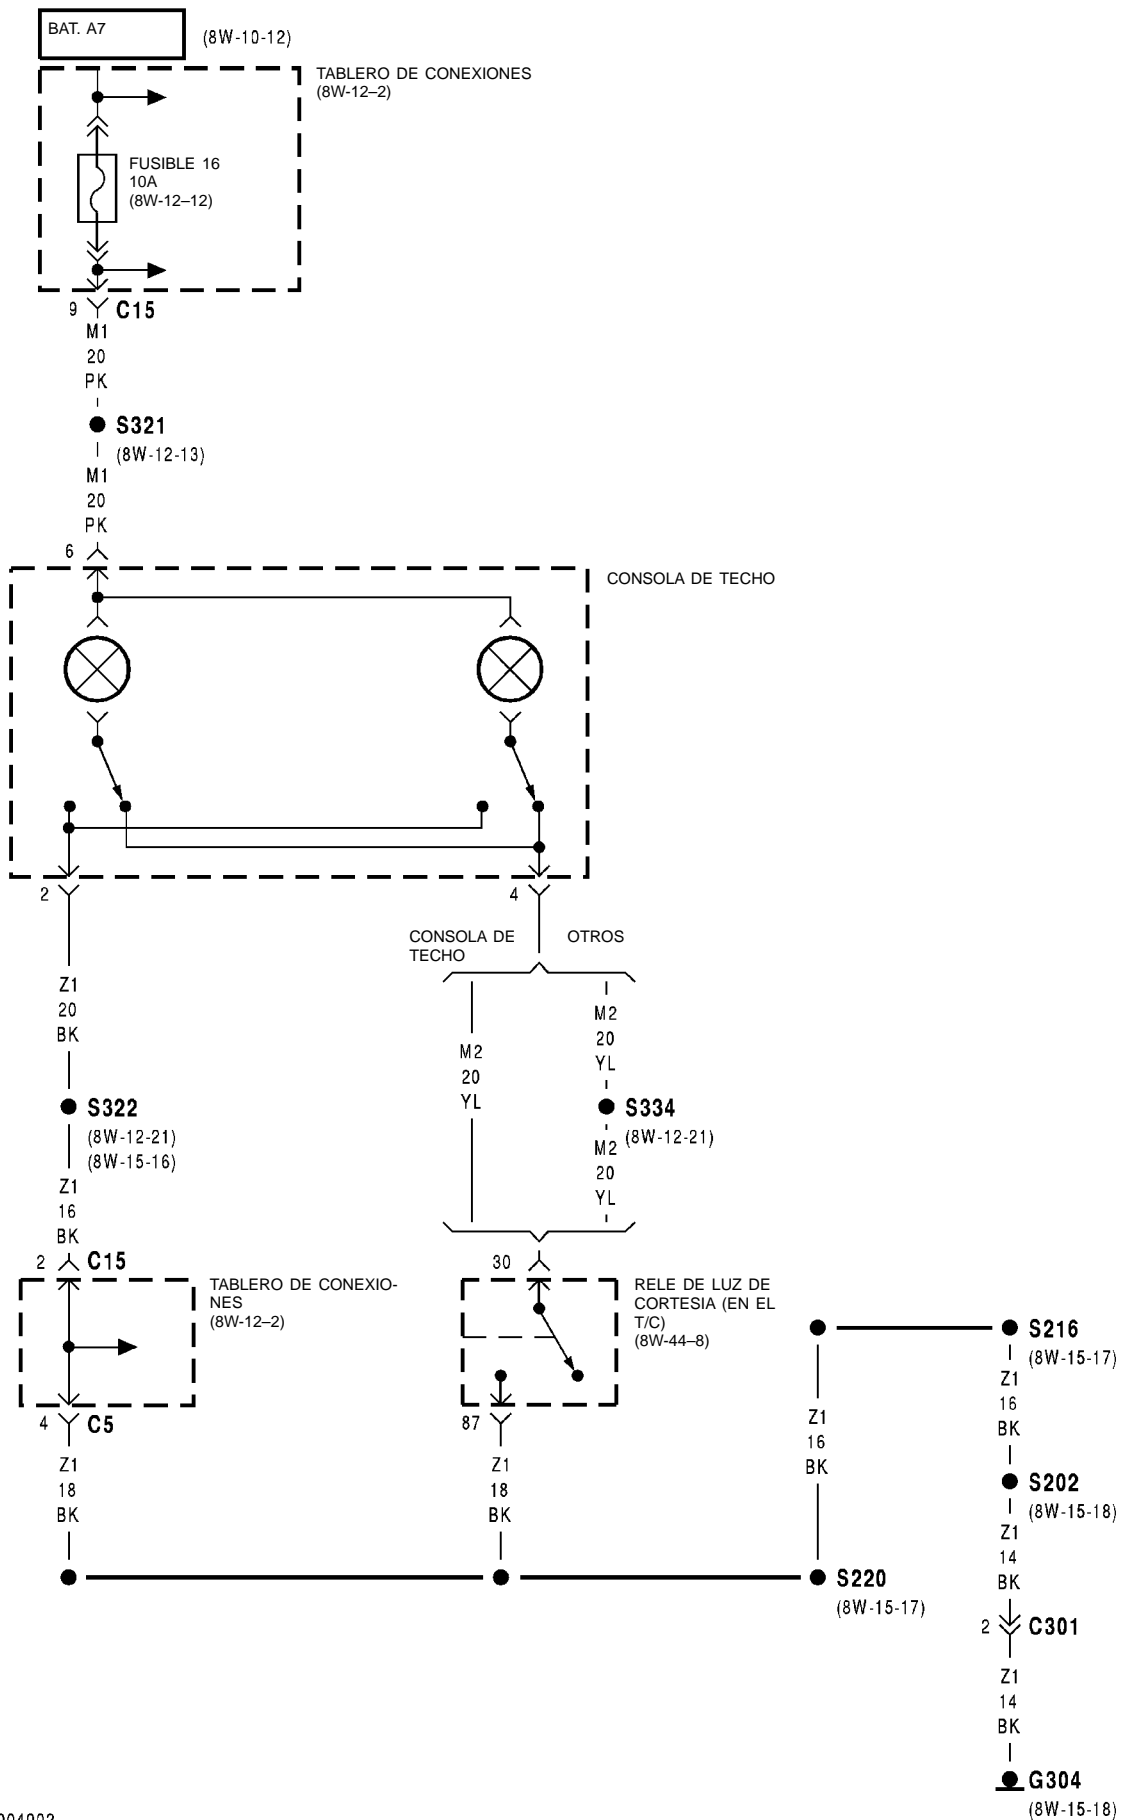 BAT. A7
(8W-10-12)
TABLERO DE CONEXIONES
(8W-12–2)
FUSIBLE 16
10A
(8W-12–12)
9
C15
M1
20
PK
S321
(8W-12-13)
M1
20
PK
6
CONSOLA DE TECHO
2
4
CONSOLA DE
TECHO
OTROS
Z1
20
BK
M2
20
YL
M2
20
YL
S322
(8W-12-21)
(8W-15-16)
S334
(8W-12-21)
M2
20
YL
Z1
16
BK
2
C15
30
TABLERO DE CONEXIO-
NES
(8W-12–2)
RELE DE LUZ DE
CORTESIA (EN EL
T/C)
(8W-44–8)
S216
(8W-15-17)
Z1
16
BK
4
C5
87
Z1
16
BK
Z1
18
BK
Z1
18
BK
S202
(8W-15-18)
Z1
14
BK
S220
(8W-15-17)
2
C301
Z1
14
BK
G304
(8W-15-18)